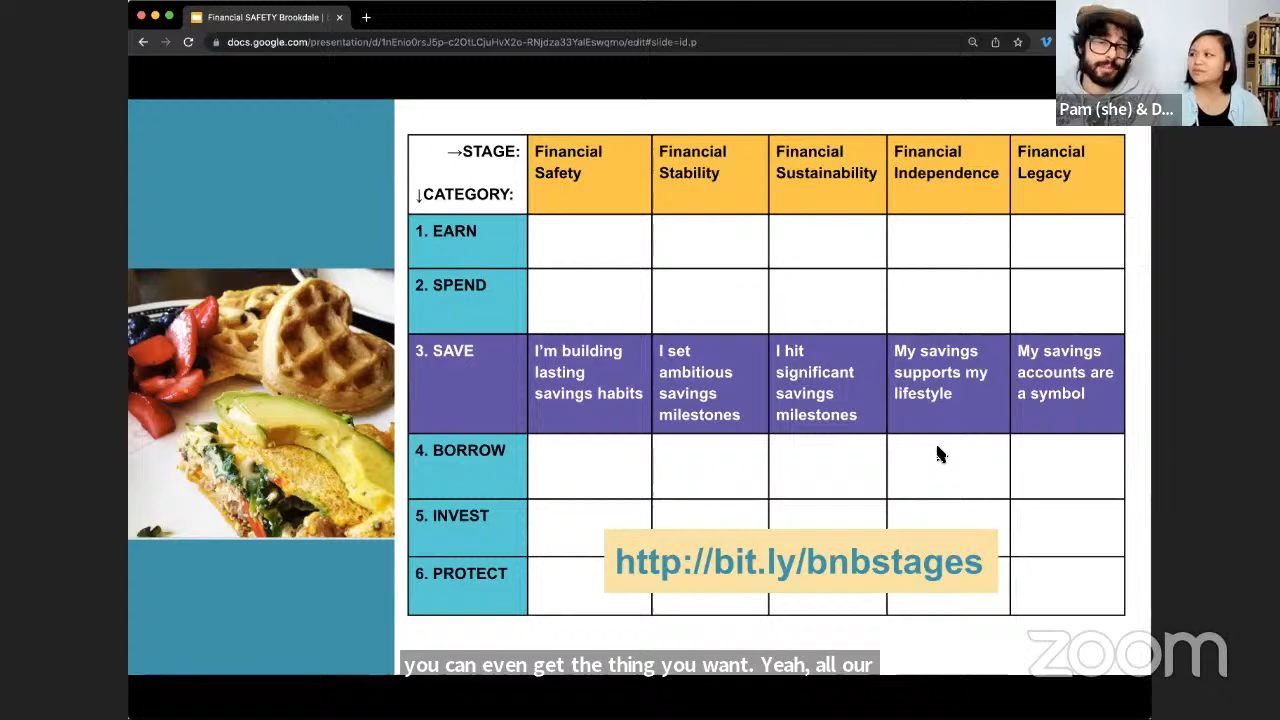 Financial SAFETY Brookdale |
docs.google.com/presentation/d/1nEnio0rsJ5p-c2OtLCjuHvX2o-RNjdza33YalEswqmo/edit#slide=id.p
Pam (she) & D...
→STAGE:
↓CATEGORY:
Financial
Safety
Financial
Stability
Financial
Sustainability
Financial
Independence
Financial
Legacy
1. EARN
2. SPEND
3. SAVE
I'm building
lasting
savings habits
I set
ambitious
savings
milestones
I hit
significant
savings
milestones
My savings
supports my
lifestyle
My savings
accounts are
a symbol
4. BORROW
5. INVEST
6. PROTECT
http://bit.ly/bnbstages
you can even get the thing you want. Yeah, all our
zoom